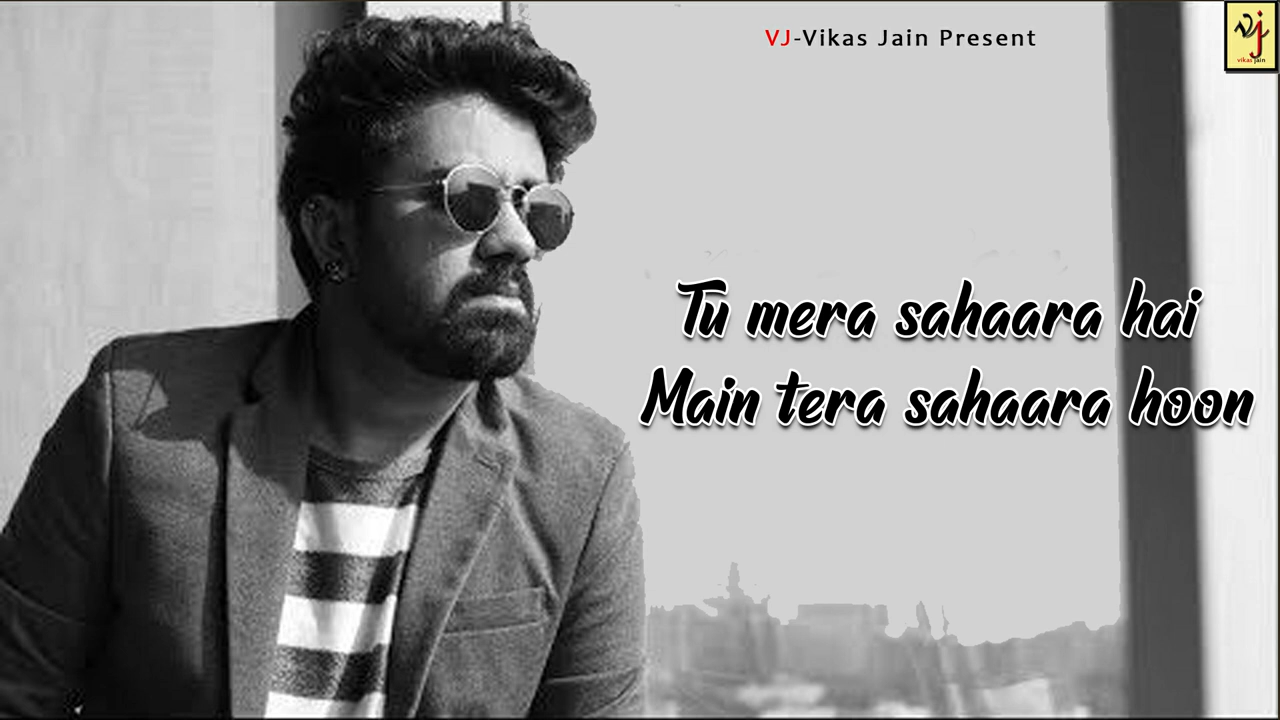 VJ-Vikas Jain Present
vj
vikas jain
Tu mera sahaara hai
Main tera sahaara hoon